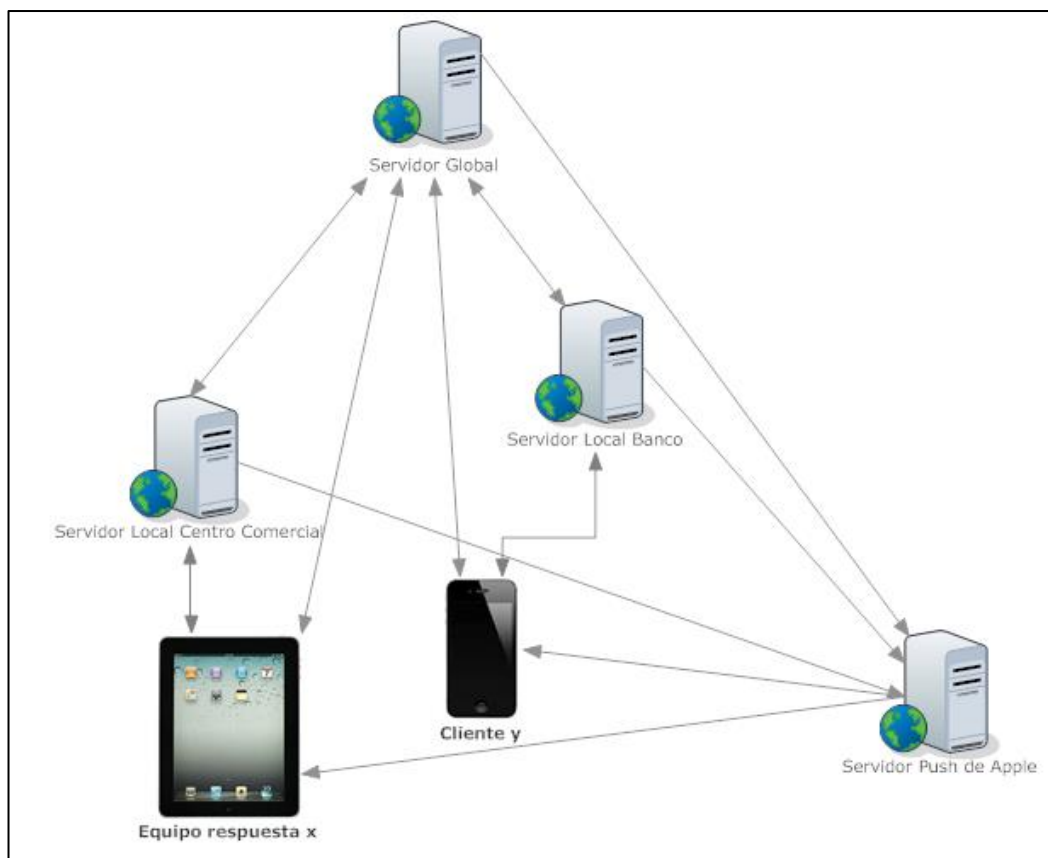 Servidor Global
Servidor Local Banco
Servidor Local Centro Comercial
Cliente y
Servidor Push de Apple
Equipo respuesta x